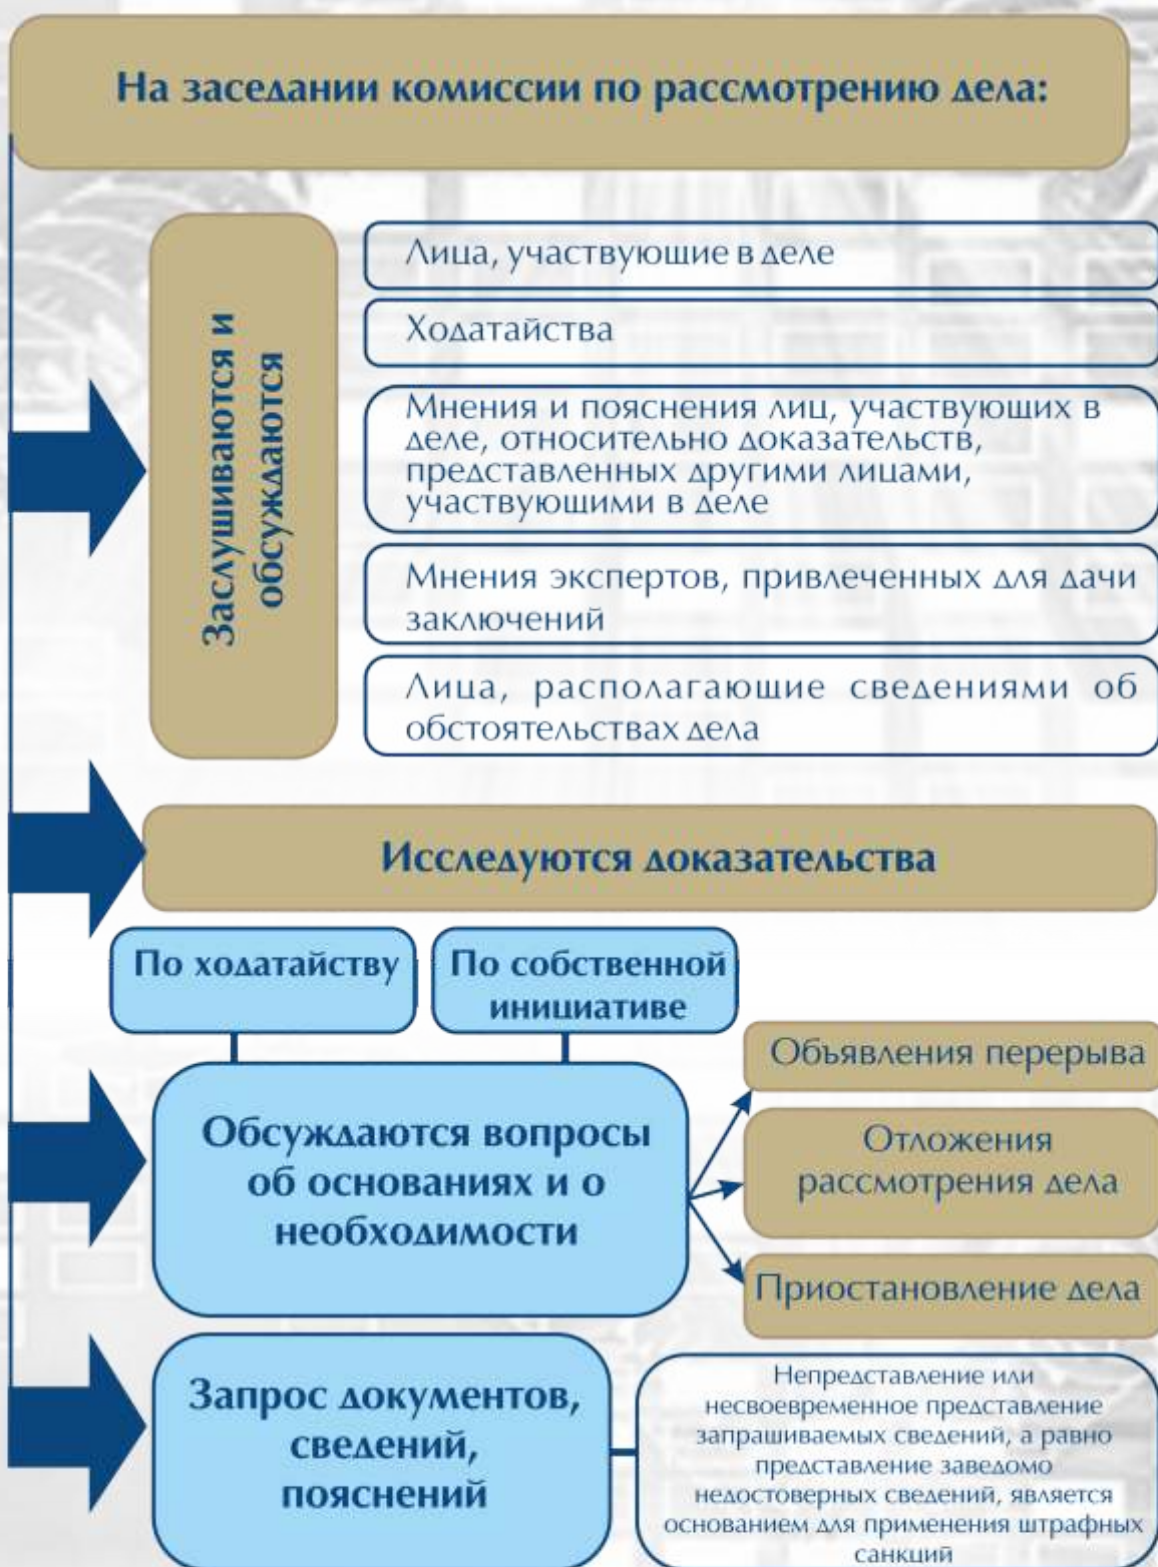 На заседании комиссии по рассмотрению дела:
Заслушиваются и
обсуждаются
Лица, участвующие в деле
Ходатайства
Мнения и пояснения лиц, участвующих в
деле, относительно доказательств,
представленных другими лицами,
участвующими в деле
Мнения экспертов, привлеченных для дачи
заключений
Лица, располагающие сведениями об
обстоятельствах дела
Исследуются доказательства
По ходатайству
По собственной
инициативе
Обсуждаются вопросы
об основаниях и о
необходимости
Объявления перерыва
Отложения
рассмотрения дела
Приостановление дела
Запрос документов,
сведений,
пояснений
Непредставление или
несвоевременное представление
запрашиваемых сведений, а равно
представление заведомо
недостоверных сведений, является
основанием для применения штрафных
санкций